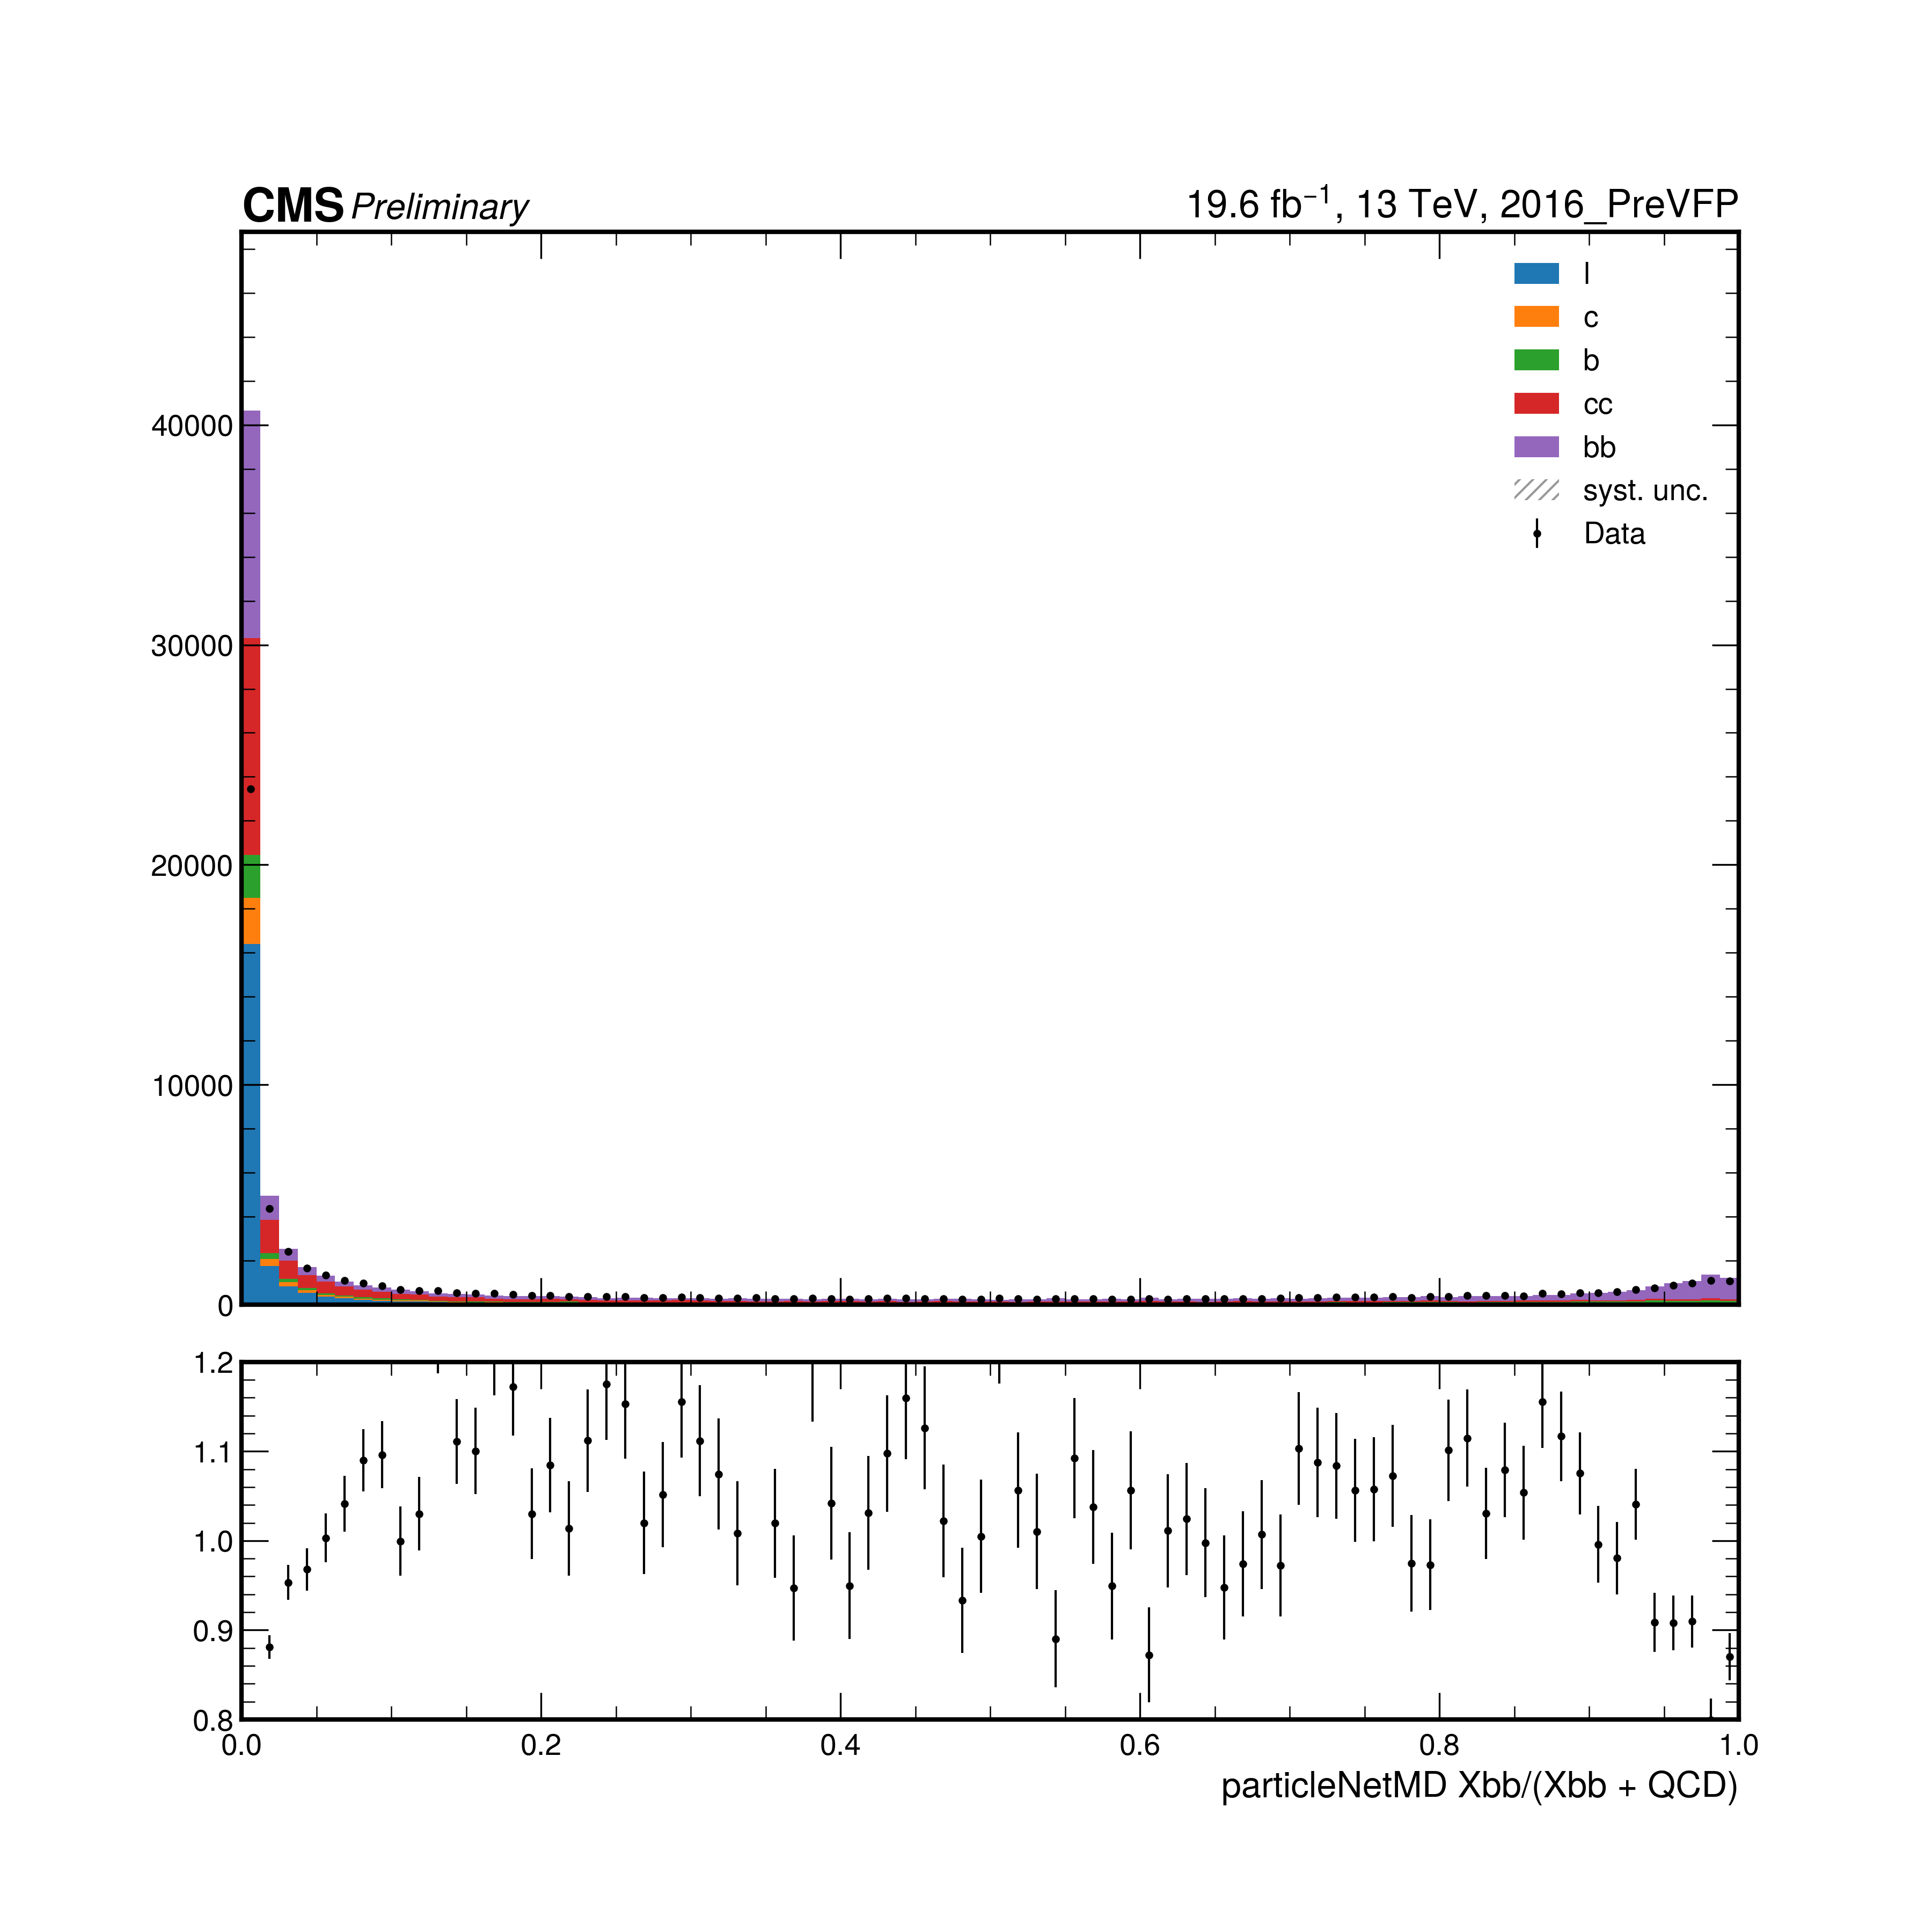 CMS Preliminary
19.6 fb⁻¹, 13 TeV, 2016_PreVFP
l
c
b
cc
bb
syst. unc.
Data
40000
30000
20000
10000
0
1.2
1.1
1.0
0.9
0.8
0.0 0.2 0.4 0.6 0.8 1.0
particleNetMD Xbb/(Xbb + QCD)